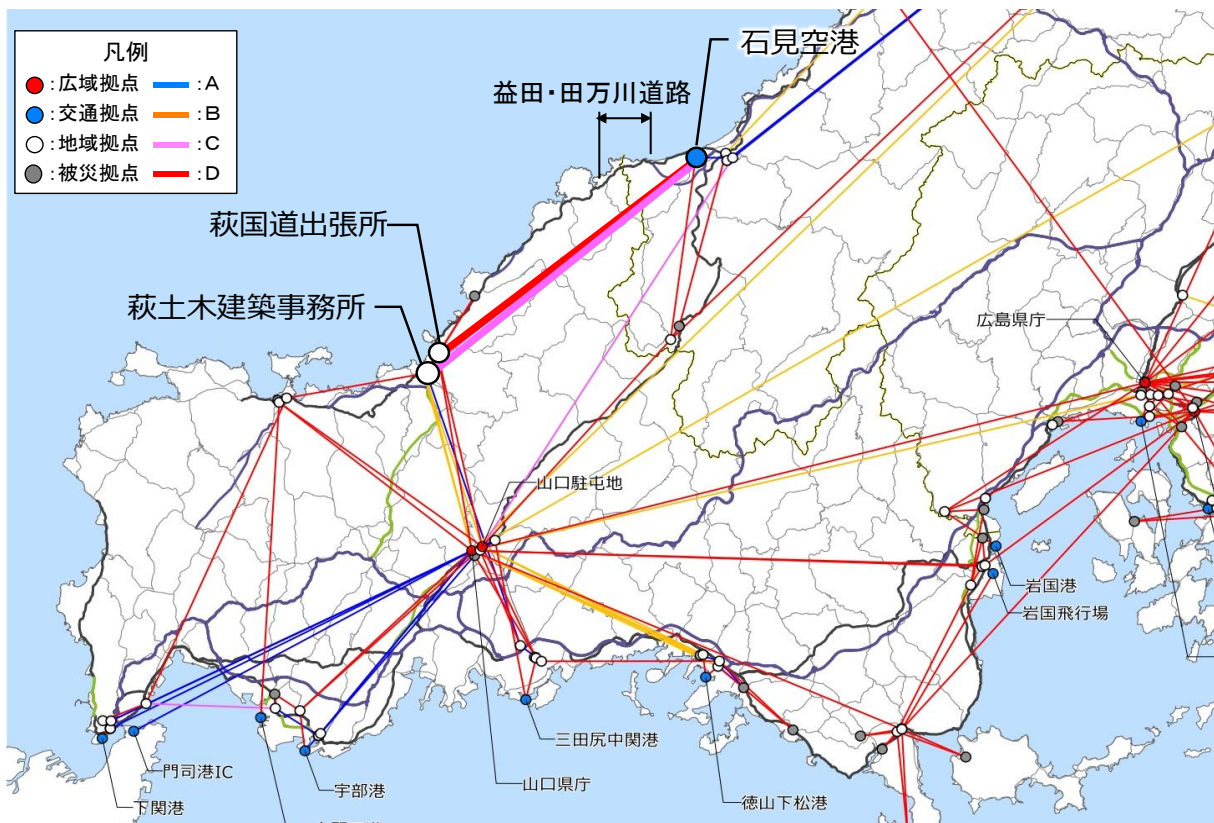 凡例
:広域拠点 :A
:交通拠点 :B
:地域拠点 :C
:被災拠点 :D
石見空港
益田・田万川道路
萩国道出張所
萩土木建築事務所
広島県庁
山口駐屯地
岩国港
岩国飛行場
三田尻中関港
門司港IC
宇部港
山口県庁
徳山下松港
下関港